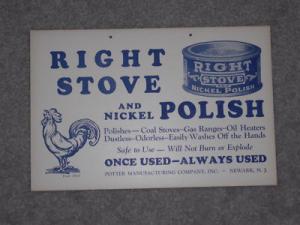 RIGHT
STOVE
AND
NICKEL POLISH
RIGHT
STOVE
AND
NICKEL POLISH
Polishes—Coal Stoves-Gas Ranges-Oil Heaters
Dustless-Odorless-Easily Washes Off the Hands
Safe to Use — Will Not Burn or Explode
ONCE USED—ALWAYS USED
POTTER MANUFACTURING COMPANY, INC. - NEWARK, N. J.